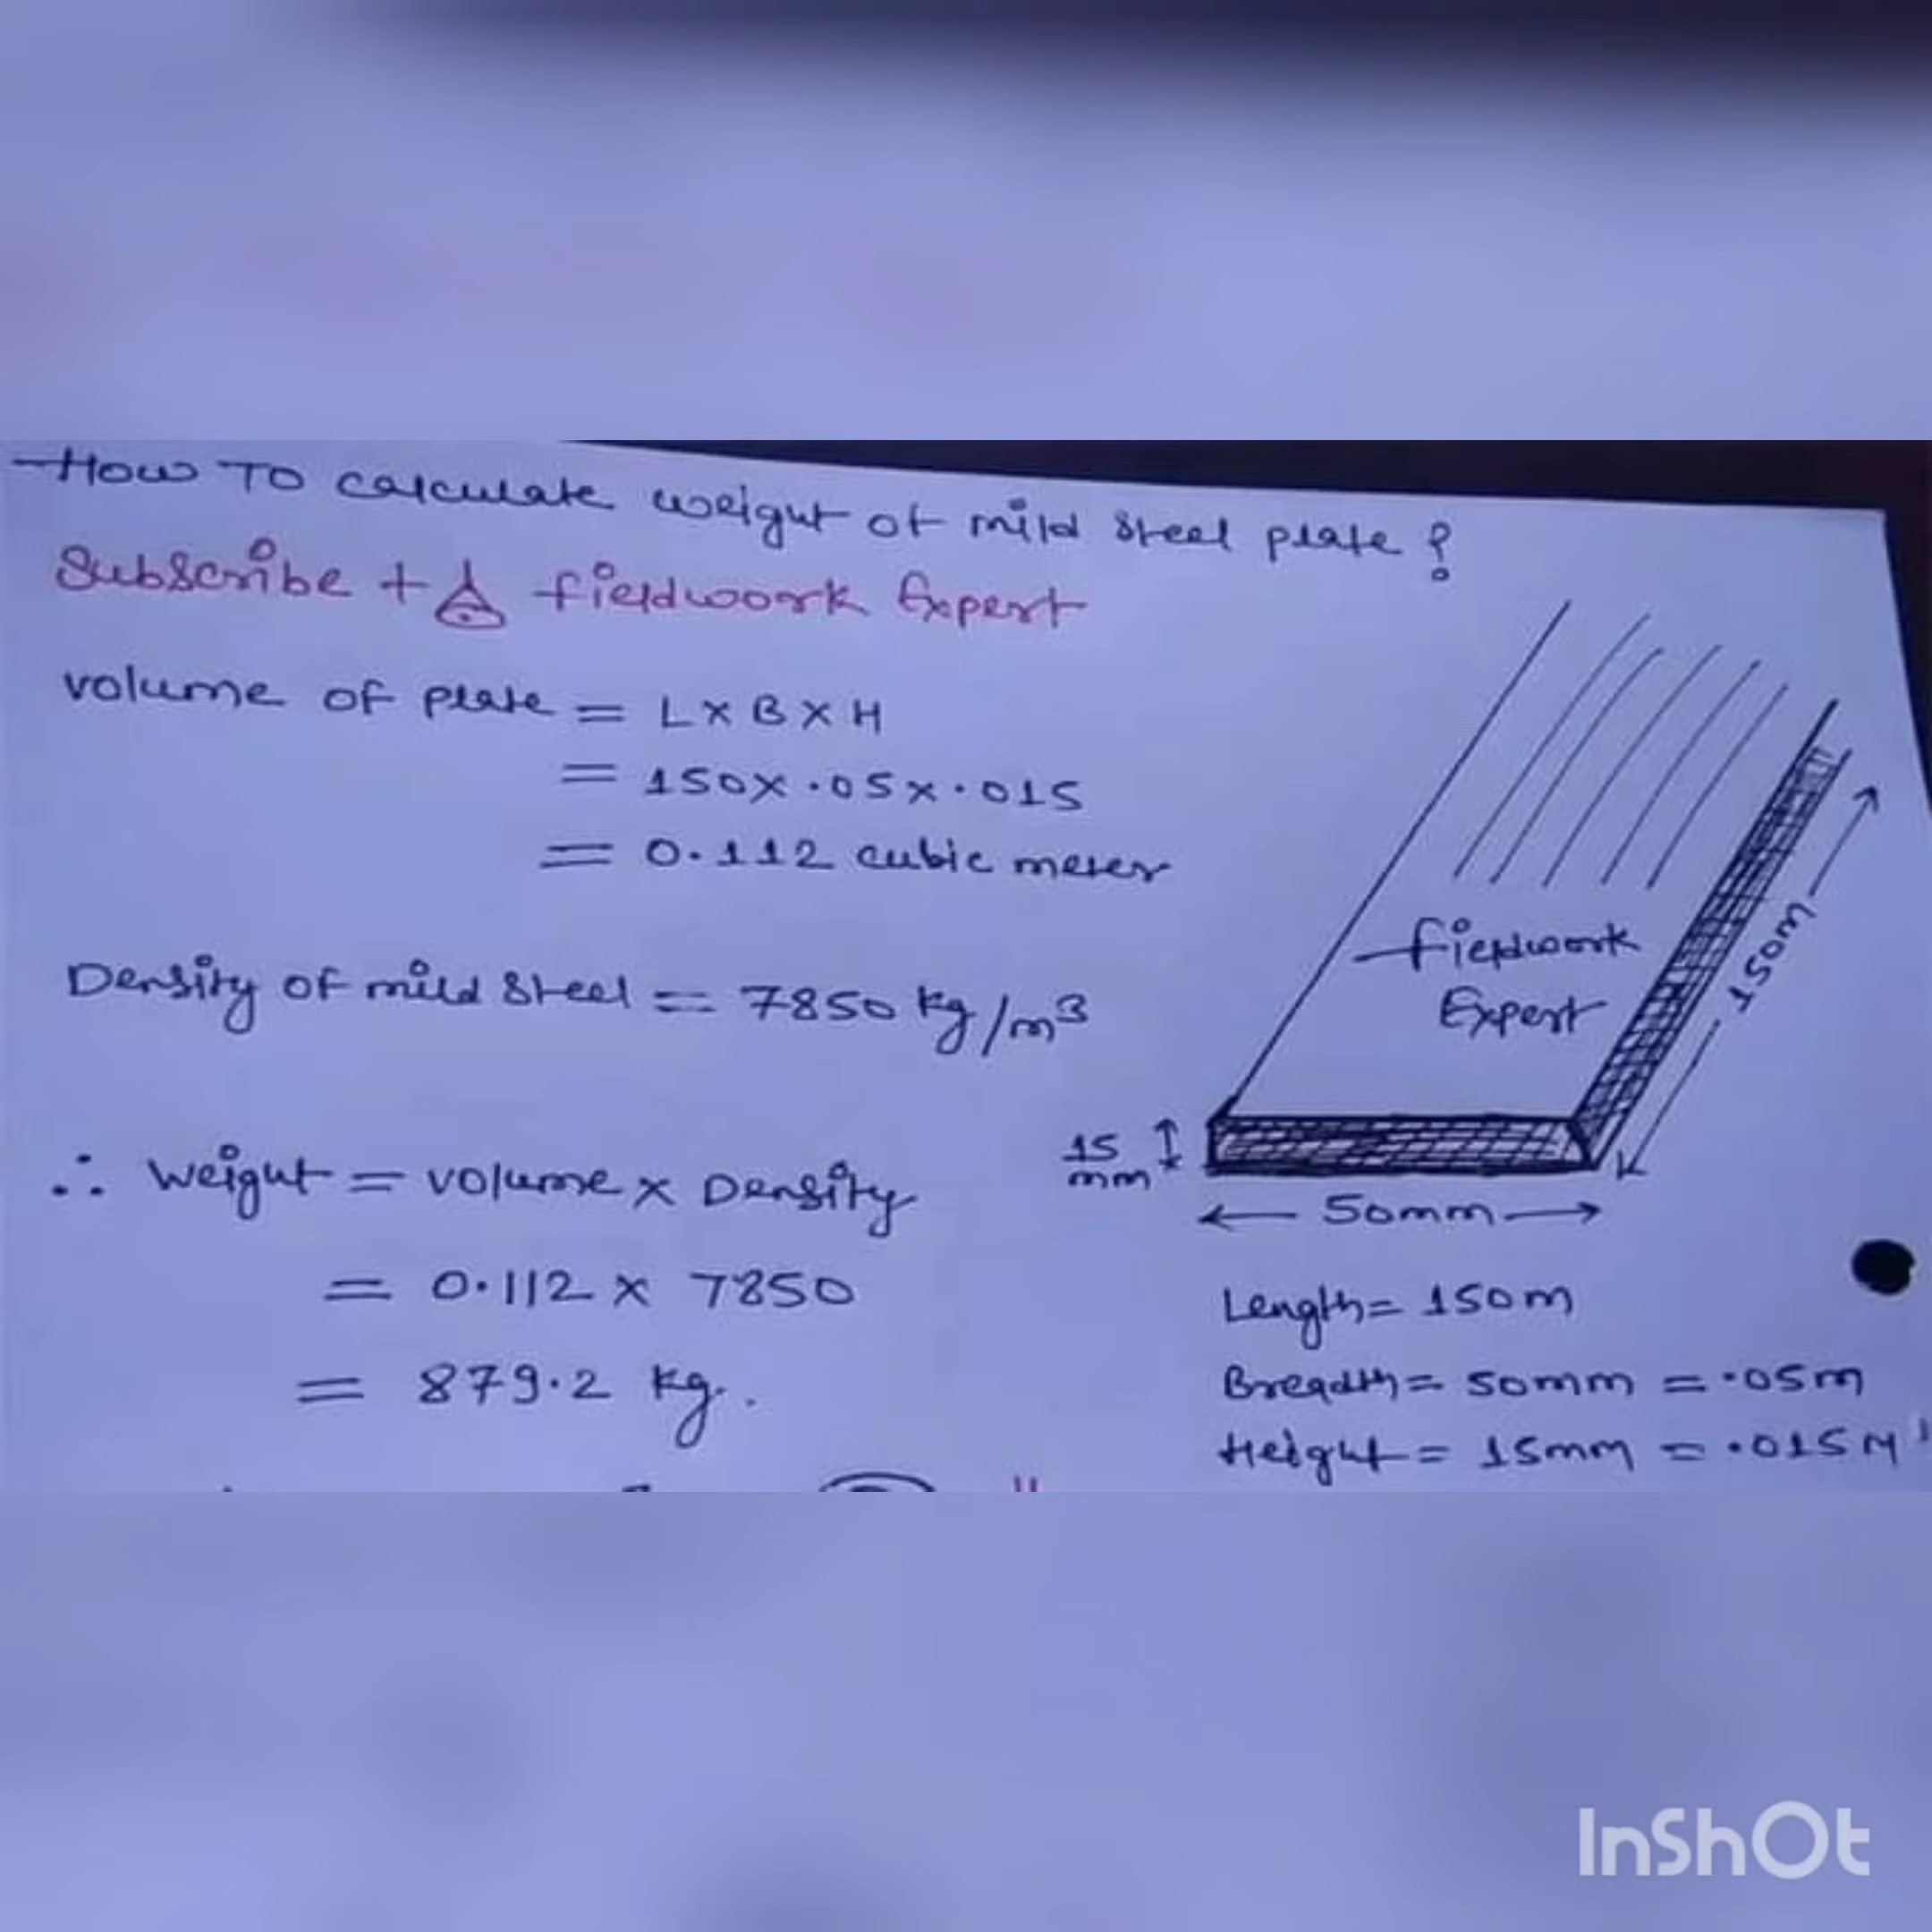 How To calculate weight of mild steel plate ?
Subscribe + fieldwork Expert
volume of plate = L x B x H
= 150 x .05 x .015
= 0.112 cubic meter
Density of mild steel = 7850 kg/m³
∴ weight = volume x Density
= 0.112 x 7850
= 879.2 kg.
fieldwork
Expert
150m
15
mm
50mm
Length = 150m
Breadth = 50mm = .05m
Height = 15mm = .015M
InShOt